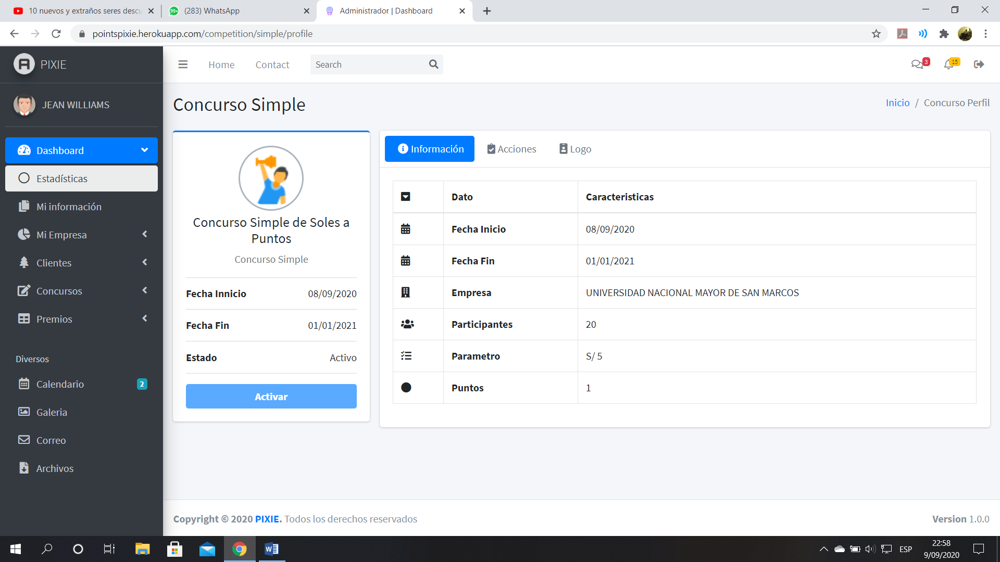 10 nuevos y extraños seres descu
(283) WhatsApp
Administrador | Dashboard
pointspixie.herokuapp.com/competition/simple/profile
PIXIE
Home
Contact
Search
3
15
JEAN WILLIAMS
Concurso Simple
Inicio / Concurso Perfil
Dashboard
Estadísticas
Mi información
Mi Empresa
Clientes
Concursos
Premios
Diversos
Calendario
2
Galeria
Correo
Archivos
Concurso Simple de Soles a
Puntos
Concurso Simple
Fecha Innicio 08/09/2020
Fecha Fin 01/01/2021
Estado Activo
Activar
Información
Acciones
Logo
Dato Caracteristicas
Fecha Inicio 08/09/2020
Fecha Fin 01/01/2021
Empresa UNIVERSIDAD NACIONAL MAYOR DE SAN MARCOS
Participantes 20
Parametro S/ 5
Puntos 1
Copyright © 2020 PIXIE. Todos los derechos reservados
Version 1.0.0
ESP
22:58
9/09/2020